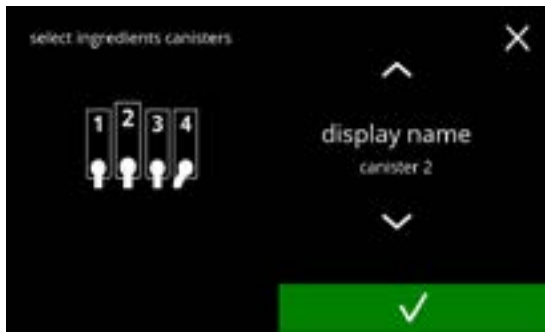 select ingredients canisters
1 2 3 4
display name
canister 2